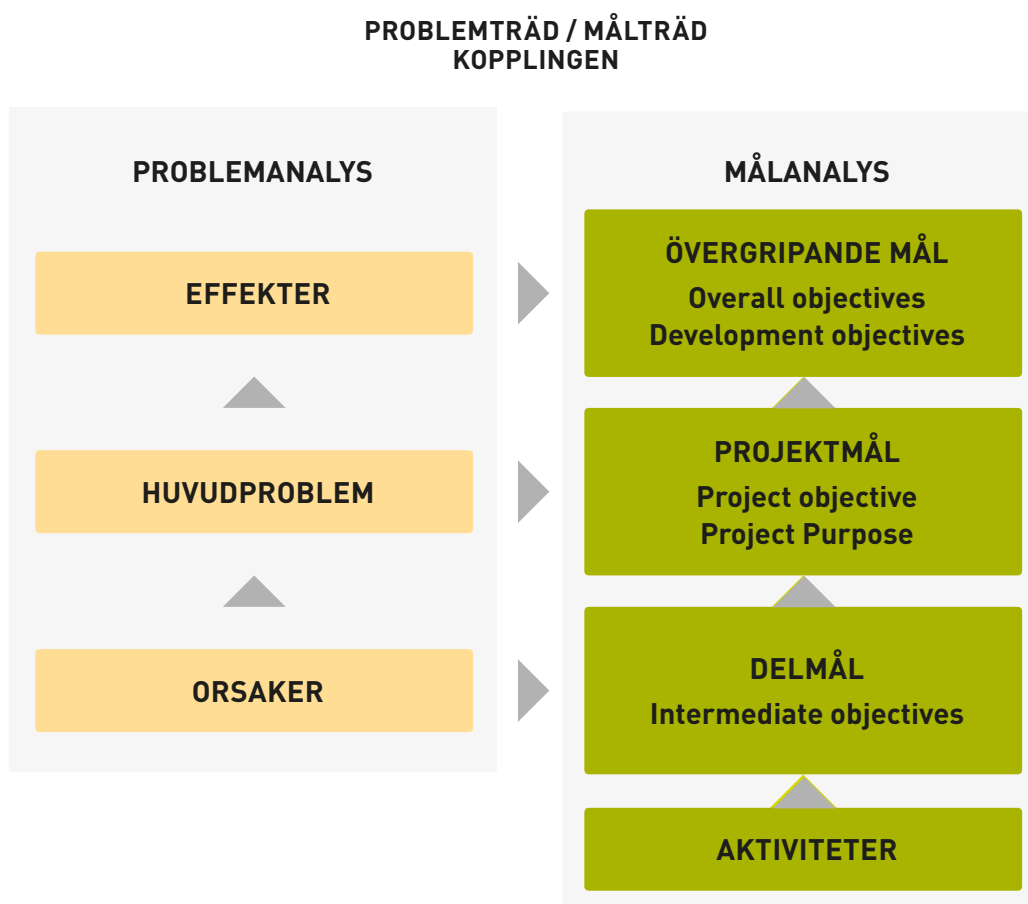 PROBLEMTRÄD / MÅLTRÄD
KOPPLINGEN
PROBLEMANALYS
EFFEKTER
HUVUDPROBLEM
ORSAKER
MÅLANALYS
ÖVERGRIPANDE MÅL
Overall objectives
Development objectives
PROJEKTMÅL
Project objective
Project Purpose
DELMÅL
Intermediate objectives
AKTIVITETER